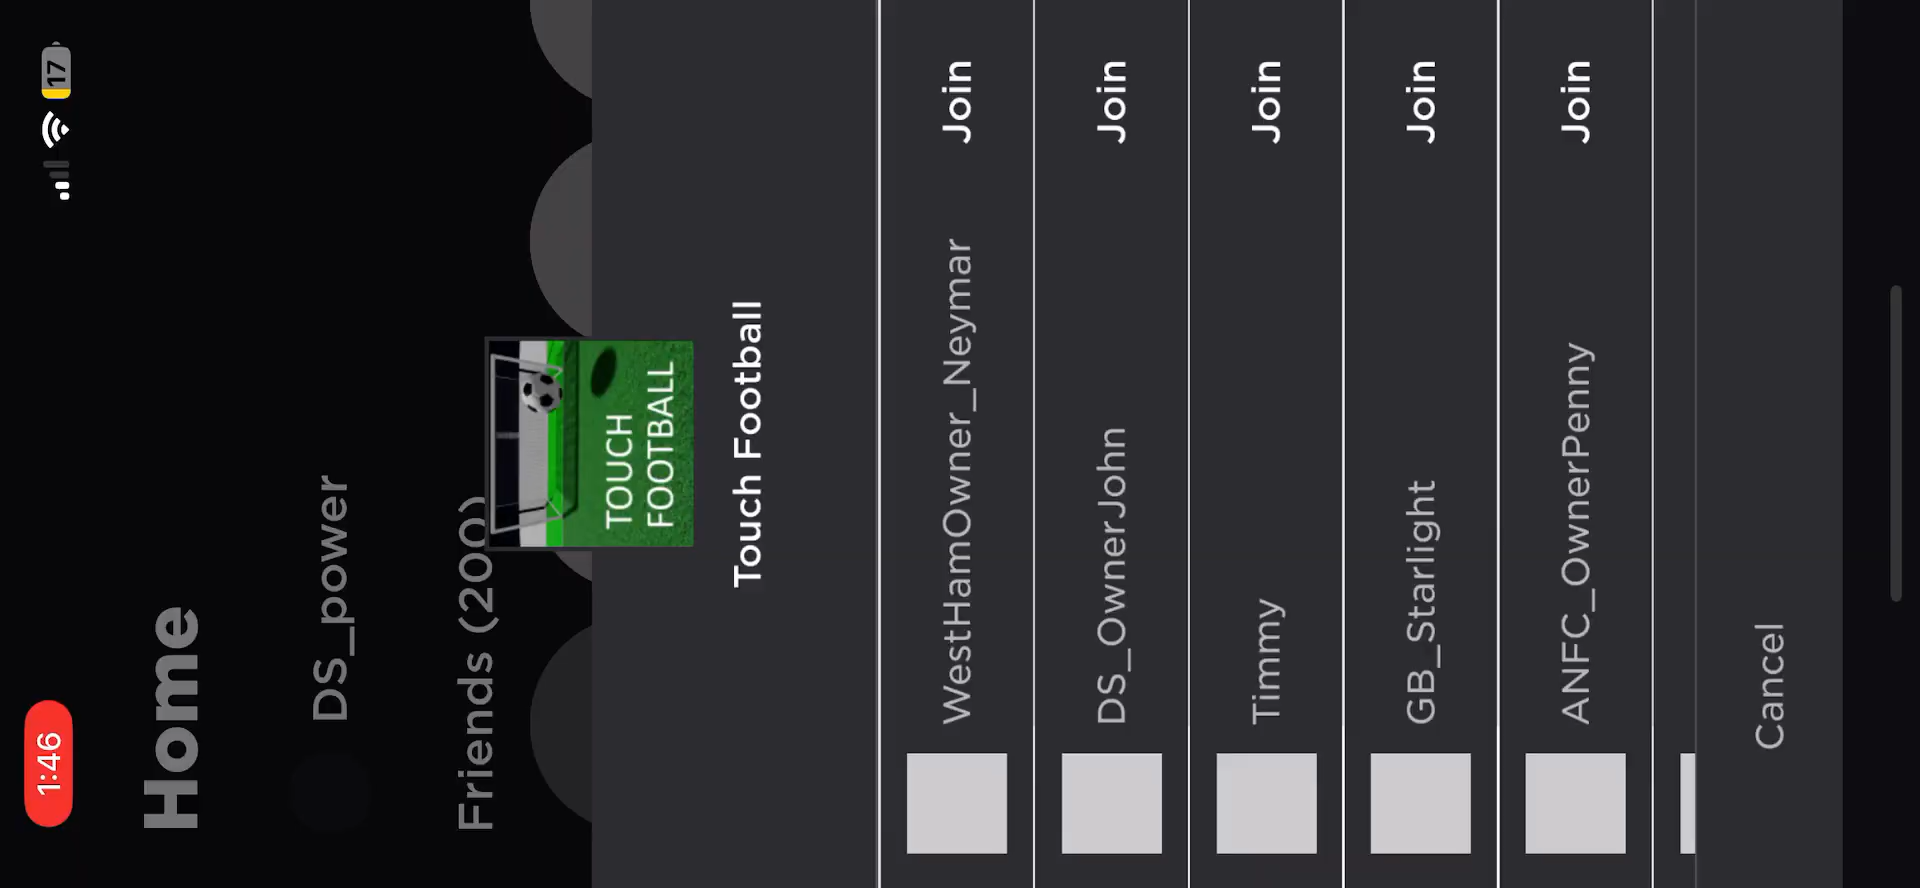 1:46
17
Home
DS_power
Friends (200)
TOUCH
FOOTBALL
Touch Football
WestHamOwner_Neymar Join
DS_OwnerJohn Join
Timmy Join
GB_Starlight Join
ANFC_OwnerPenny Join
Cancel